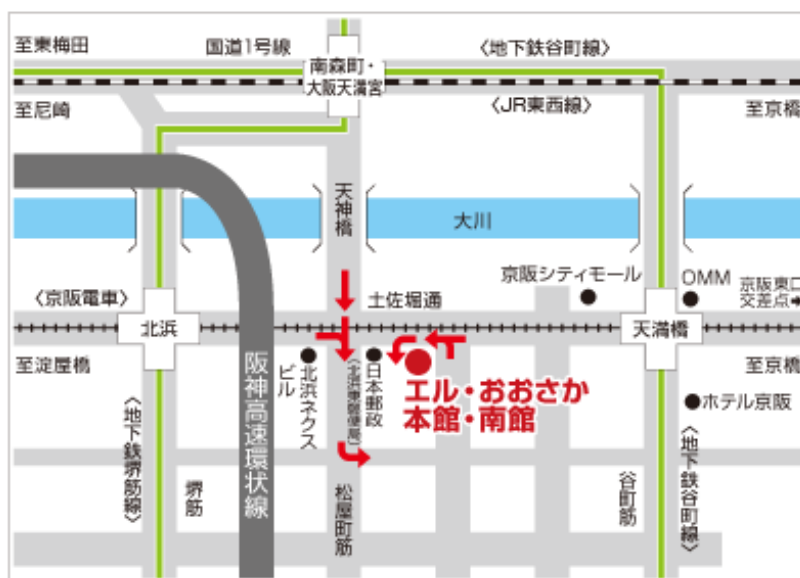 至東梅田
国道1号線
〈地下鉄谷町線〉
南森町・
大阪天満宮
至尼崎
〈JR東西線〉
至京橋
天神橋
大川
京阪シティモール
OMM
京阪東口
交差点
〈京阪電車〉
土佐堀通
北浜
天満橋
至淀屋橋
阪神高速環状線
北浜ネクス
ビル
(北浜東郵便局)
日本郵政
エル・おおさか
本館・南館
至京橋
ホテル京阪
〈地下鉄堺筋線〉
堺筋
松屋町筋
谷町筋
〈地下鉄谷町線〉